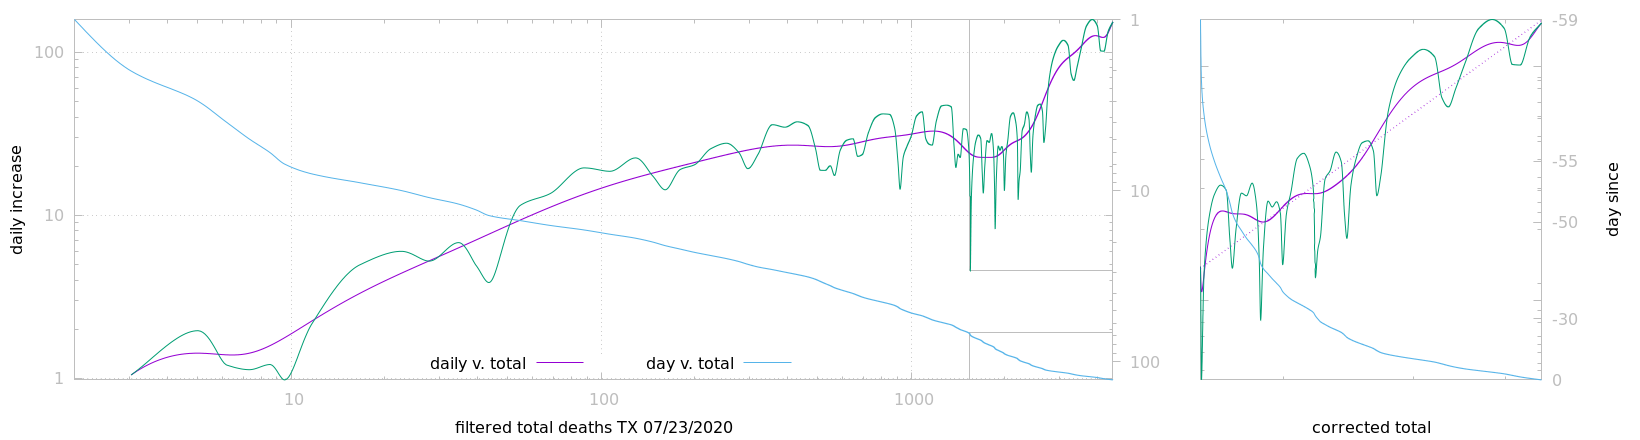 100
10
1
daily increase
daily v. total
day v. total
10
100
1000
filtered total deaths TX 07/23/2020
1
10
100
-59
-55
-50
-30
0
day since
corrected total